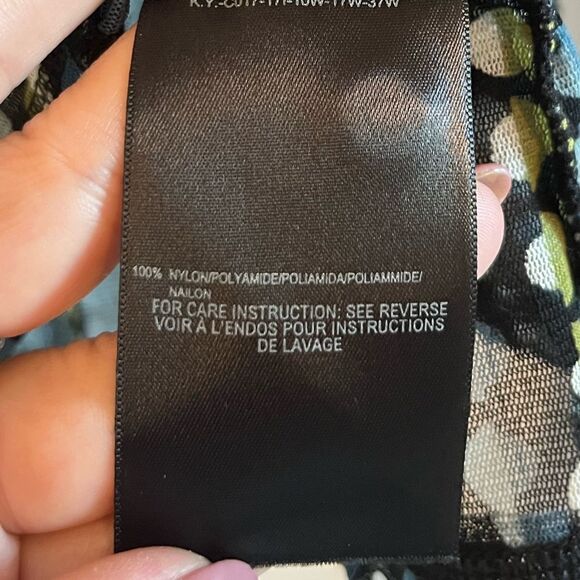 100% NYLON/POLYAMIDE/POLIAMIDA/POLIAMMIDE/
NAILON
FOR CARE INSTRUCTION: SEE REVERSE
VOIR À L'ENDOS POUR INSTRUCTIONS
DE LAVAGE